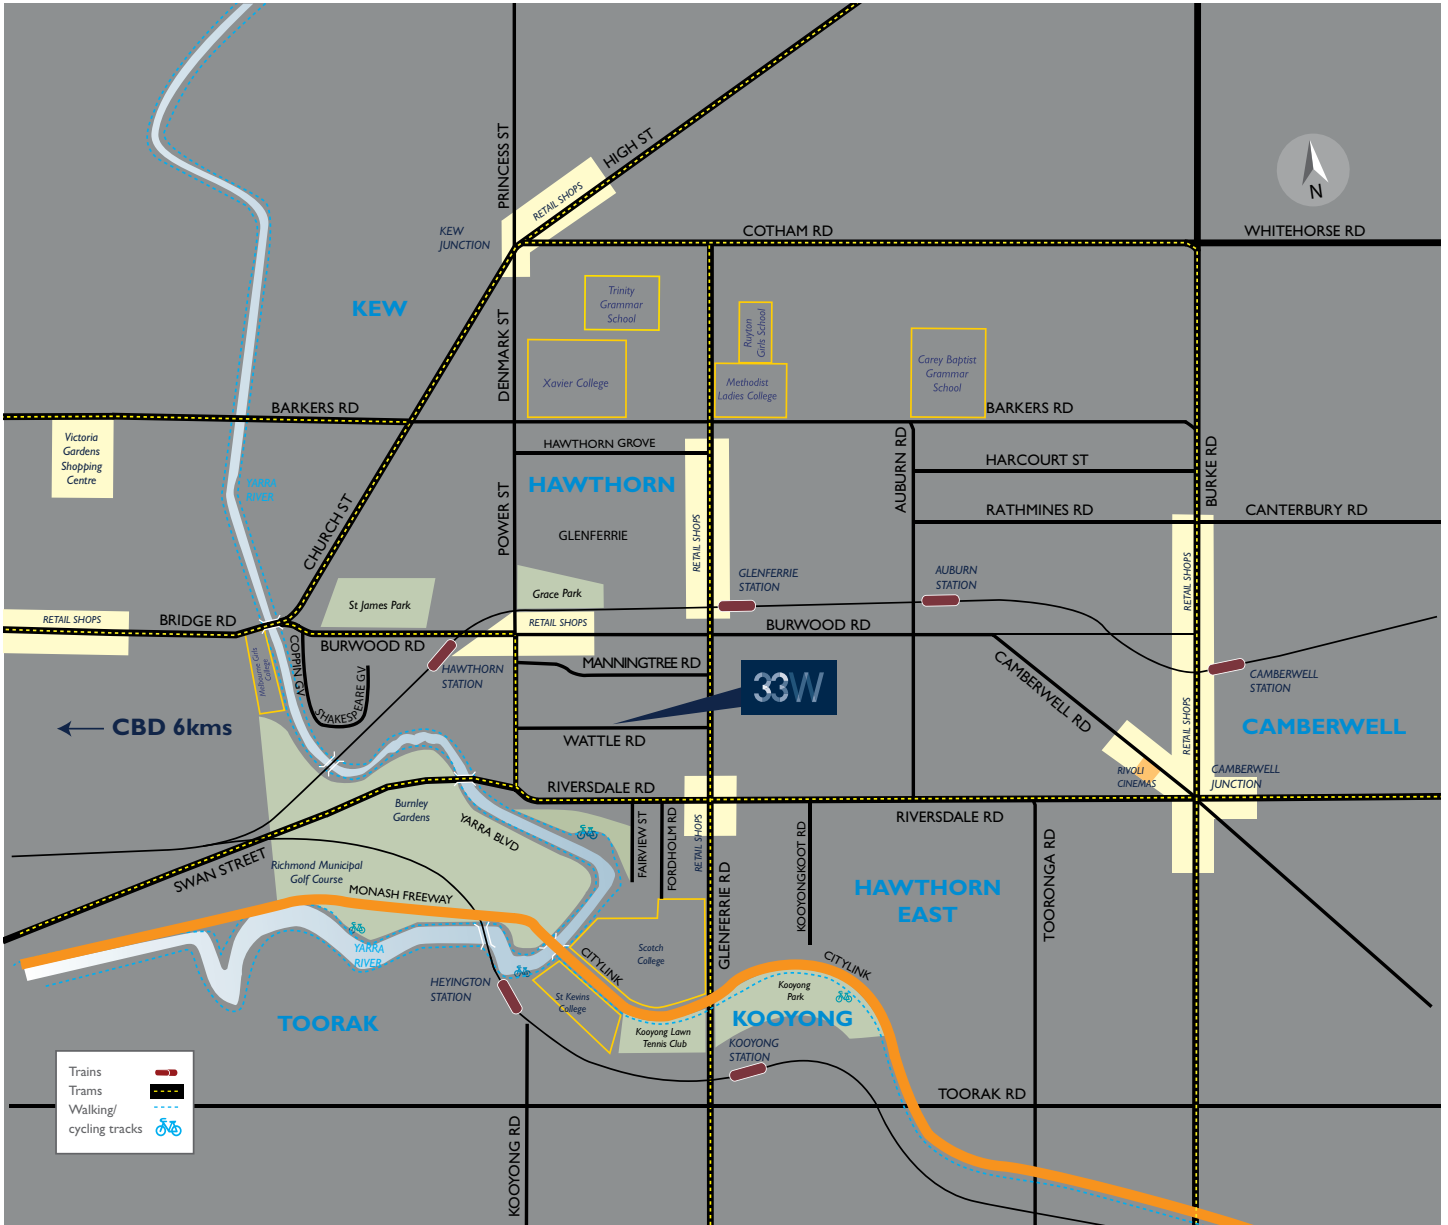 PRINCESS ST
HIGH ST
RETAIL SHOPS
KEW
JUNCTION
COTHAM RD
WHITEHORSE RD
N
KEW
DENMARK ST
Trinity
Grammar
School
Ruyton
Girls School
Xavier College
Methodist
Ladies College
Carey Baptist
Grammar
School
BARKERS RD
BARKERS RD
Victoria
Gardens
Shopping
Centre
YARRA
RIVER
CHURCH ST
HAWTHORN GROVE
HAWTHORN
POWER ST
GLENFERRIE
RETAIL SHOPS
AUBURN RD
HARCOURT ST
RATHMINES RD
BURKE RD
CANTERBURY RD
RETAIL SHOPS
GLENFERRIE
STATION
AUBURN
STATION
St James Park
Grace Park
RETAIL SHOPS
RETAIL SHOPS
BRIDGE RD
BURWOOD RD
BURWOOD RD
Melbourne Girls
College
COPPIN GV
SHAKESPEARE GV
HAWTHORN
STATION
MANNINGTREE RD
33W
CAMBERWELL RD
CAMBERWELL
STATION
RETAIL SHOPS
CAMBERWELL
CBD 6kms
WATTLE RD
RIVOLI
CINEMAS
CAMBERWELL
JUNCTION
RIVERSDALE RD
RIVERSDALE RD
Burnley
Gardens
YARRA BLVD
FAIRVIEW ST
FORDHOLM RD
RETAIL SHOPS
KOOYONGKOOT RD
TOORONGA RD
SWAN STREET
Richmond Municipal
Golf Course
MONASH FREEWAY
GLENFERRIE RD
HAWTHORN
EAST
YARRA
RIVER
CITYLINK
Scotch
College
CITYLINK
HEYINGTON
STATION
St Kevins
College
Kooyong
Park
TOORAK
KOOYONG
Kooyong Lawn
Tennis Club
KOOYONG
STATION
TOORAK RD
KOOYONG RD
Trains
Trams
Walking/
cycling tracks